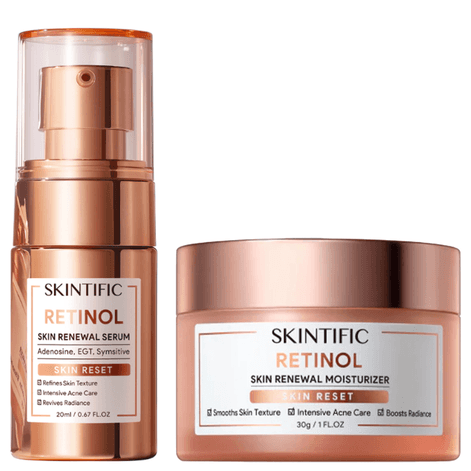 SKINTIFIC
RETINOL
SKIN RENEWAL SERUM
Adenosine, EGT, Symsitive
SKIN RESET
Refines Skin Texture
Intensive Acne Care
Revives Radiance
20ml / 0.67 FL.OZ
SKINTIFIC
RETINOL
SKIN RENEWAL MOISTURIZER
SKIN RESET
Smooths Skin Texture Intensive Acne Care Boosts Radiance
30g / 1 FL.OZ